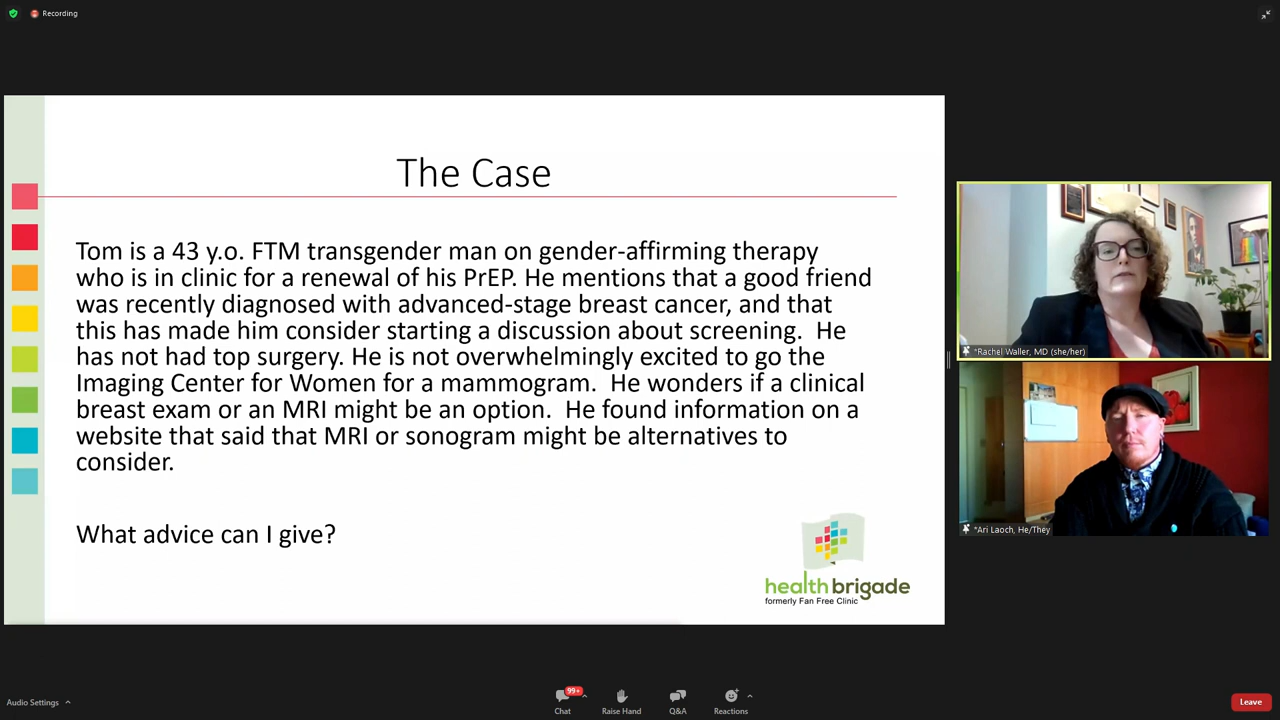 Recording
The Case
Tom is a 43 y.o. FTM transgender man on gender-affirming therapy
who is in clinic for a renewal of his PrEP. He mentions that a good friend
was recently diagnosed with advanced-stage breast cancer, and that
this has made him consider starting a discussion about screening.  He
has not had top surgery. He is not overwhelmingly excited to go the
Imaging Center for Women for a mammogram.  He wonders if a clinical
breast exam or an MRI might be an option.  He found information on a
website that said that MRI or sonogram might be alternatives to
consider.
What advice can I give?
healthbrigade
formerly Fan Free Clinic
*Rachel Waller, MD (she/her)
*Ari Laoch, He/They
Audio Settings
99+
Chat
Raise Hand
Q&A
Reactions
Leave